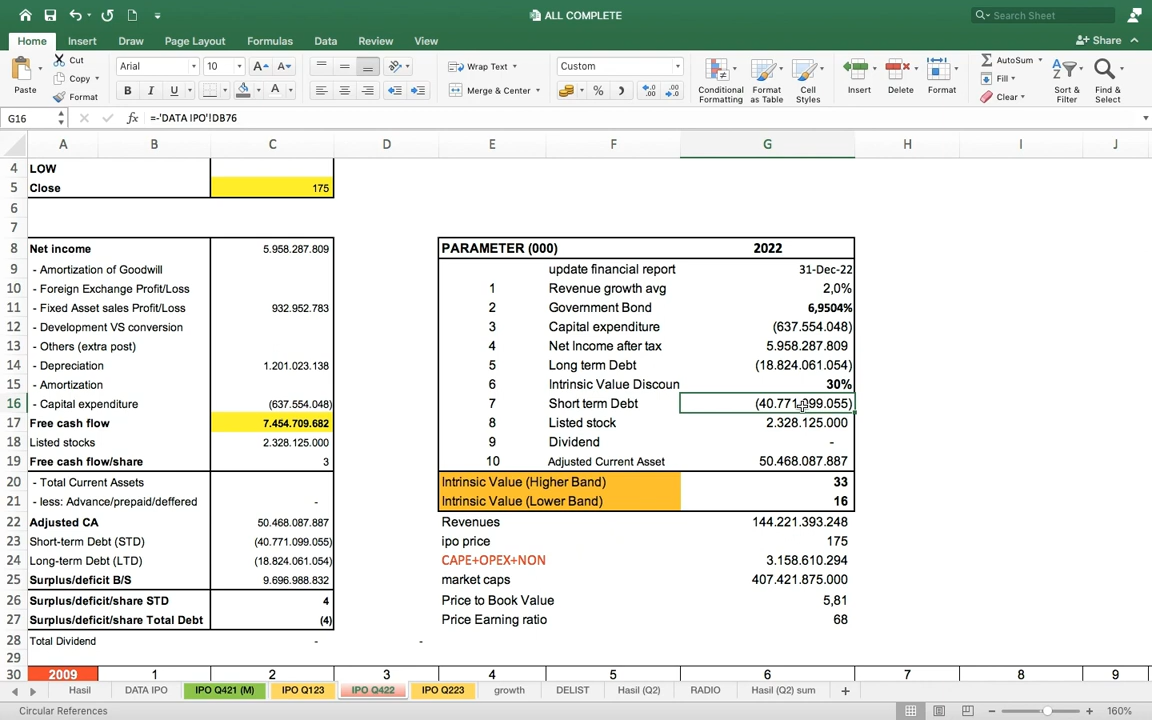 ALL COMPLETE
Search Sheet
Home Insert Draw Page Layout Formulas Data Review View
Share
Paste
Cut
Copy
Format
Arial 10
B I U
Wrap Text
Merge & Center
Custom
Conditional Formatting
Format as Table
Cell Styles
Insert
Delete
Format
AutoSum
Fill
Clear
Sort & Filter
Find & Select
G16 fx =-'DATA IPO'!DB76
A B C D E F G H I J
4 LOW
5 Close 175
6
7
8 Net income 5.958.287.809 PARAMETER (000) 2022
9 - Amortization of Goodwill update financial report 31-Dec-22
10 - Foreign Exchange Profit/Loss 1 Revenue growth avg 2,0%
11 - Fixed Asset sales Profit/Loss 932.952.783 2 Government Bond 6,9504%
12 - Development VS conversion 3 Capital expenditure (637.554.048)
13 - Others (extra post) 4 Net Income after tax 5.958.287.809
14 - Depreciation 1.201.023.138 5 Long term Debt (18.824.061.054)
15 - Amortization 6 Intrinsic Value Discoun 30%
16 - Capital expenditure (637.554.048) 7 Short term Debt (40.771.099.055)
17 Free cash flow 7.454.709.682 8 Listed stock 2.328.125.000
18 Listed stocks 2.328.125.000 9 Dividend -
19 Free cash flow/share 3 10 Adjusted Current Asset 50.468.087.887
20 - Total Current Assets Intrinsic Value (Higher Band) 33
21 - less: Advance/prepaid/deffered - Intrinsic Value (Lower Band) 16
22 Adjusted CA 50.468.087.887 Revenues 144.221.393.248
23 Short-term Debt (STD) (40.771.099.055) ipo price 175
24 Long-term Debt (LTD) (18.824.061.054) CAPE+OPEX+NON 3.158.610.294
25 Surplus/deficit B/S 9.696.988.832 market caps 407.421.875.000
26 Surplus/deficit/share STD 4 Price to Book Value 5,81
27 Surplus/deficit/share Total Debt (4) Price Earning ratio 68
28 Total Dividend - -
29
30 2009 1 2 3 4 5 6 7 8 9
Hasil DATA IPO IPO Q421 (M) IPO Q123 IPO Q422 IPO Q223 growth DELIST Hasil (Q2) RADIO Hasil (Q2) sum +
Circular References 160%